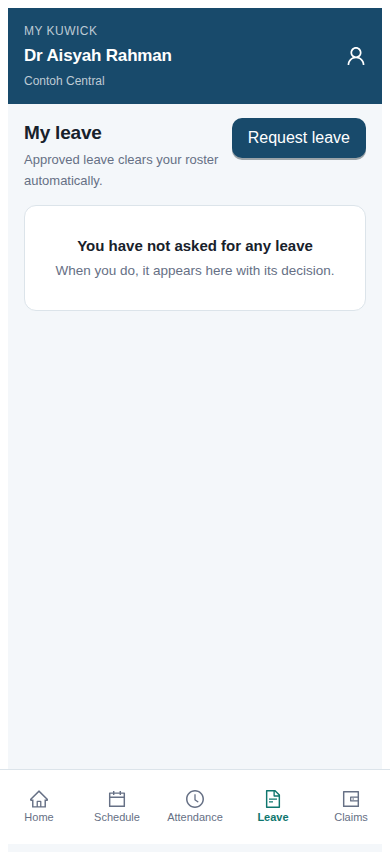 MY KUWICK
Dr Aisyah Rahman
Contoh Central
My leave
Request leave
Approved leave clears your roster
automatically.
You have not asked for any leave
When you do, it appears here with its decision.
Home
Schedule
Attendance
Leave
Claims